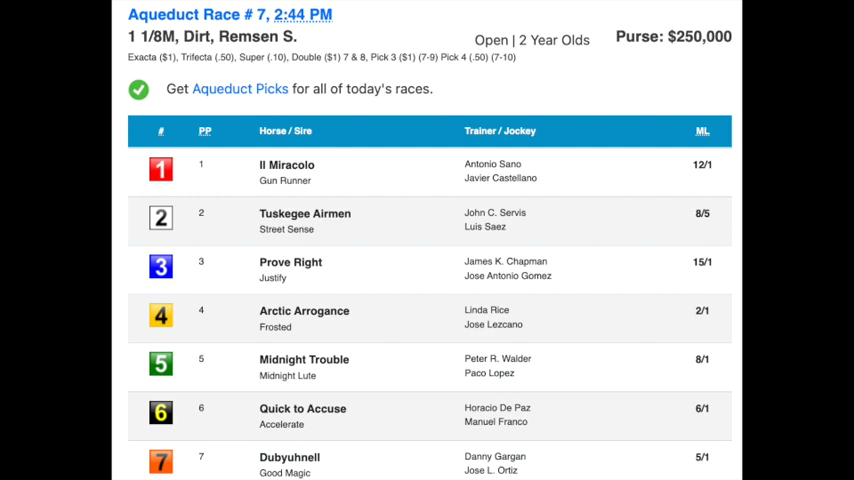 Aqueduct Race # 7, 2:44 PM
1 1/8M, Dirt, Remsen S.
Open | 2 Year Olds
Purse: $250,000
Exacta ($1), Trifecta (.50), Super (.10), Double ($1) 7 & 8, Pick 3 ($1) (7-9) Pick 4 (.50) (7-10)
Get Aqueduct Picks for all of today's races.
# PP Horse / Sire Trainer / Jockey ML
1 1 Il Miracolo Antonio Sano 12/1
Gun Runner Javier Castellano
2 2 Tuskegee Airmen John C. Servis 8/5
Street Sense Luis Saez
3 3 Prove Right James K. Chapman 15/1
Justify Jose Antonio Gomez
4 4 Arctic Arrogance Linda Rice 2/1
Frosted Jose Lezcano
5 5 Midnight Trouble Peter R. Walder 8/1
Midnight Lute Paco Lopez
6 6 Quick to Accuse Horacio De Paz 6/1
Accelerate Manuel Franco
7 7 Dubyuhnell Danny Gargan 5/1
Good Magic Jose L. Ortiz